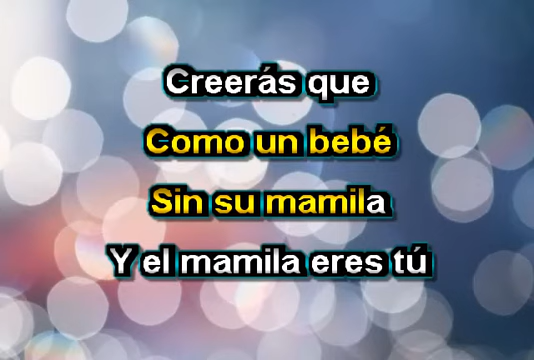 Creerás que
Como un bebé
Sin su mamila
Y el mamila eres tú